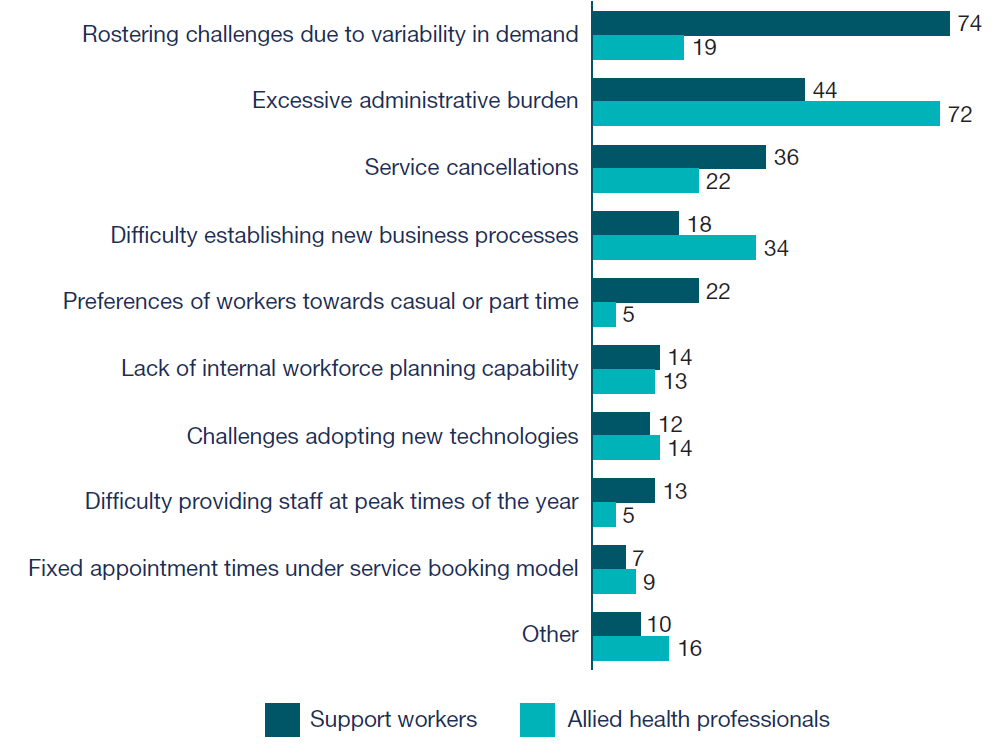 Rostering challenges due to variability in demand
74
19
Excessive administrative burden
44
72
Service cancellations
36
22
Difficulty establishing new business processes
18
34
Preferences of workers towards casual or part time
22
5
Lack of internal workforce planning capability
14
13
Challenges adopting new technologies
12
14
Difficulty providing staff at peak times of the year
13
5
Fixed appointment times under service booking model
7
9
Other
10
16
Support workers
Allied health professionals